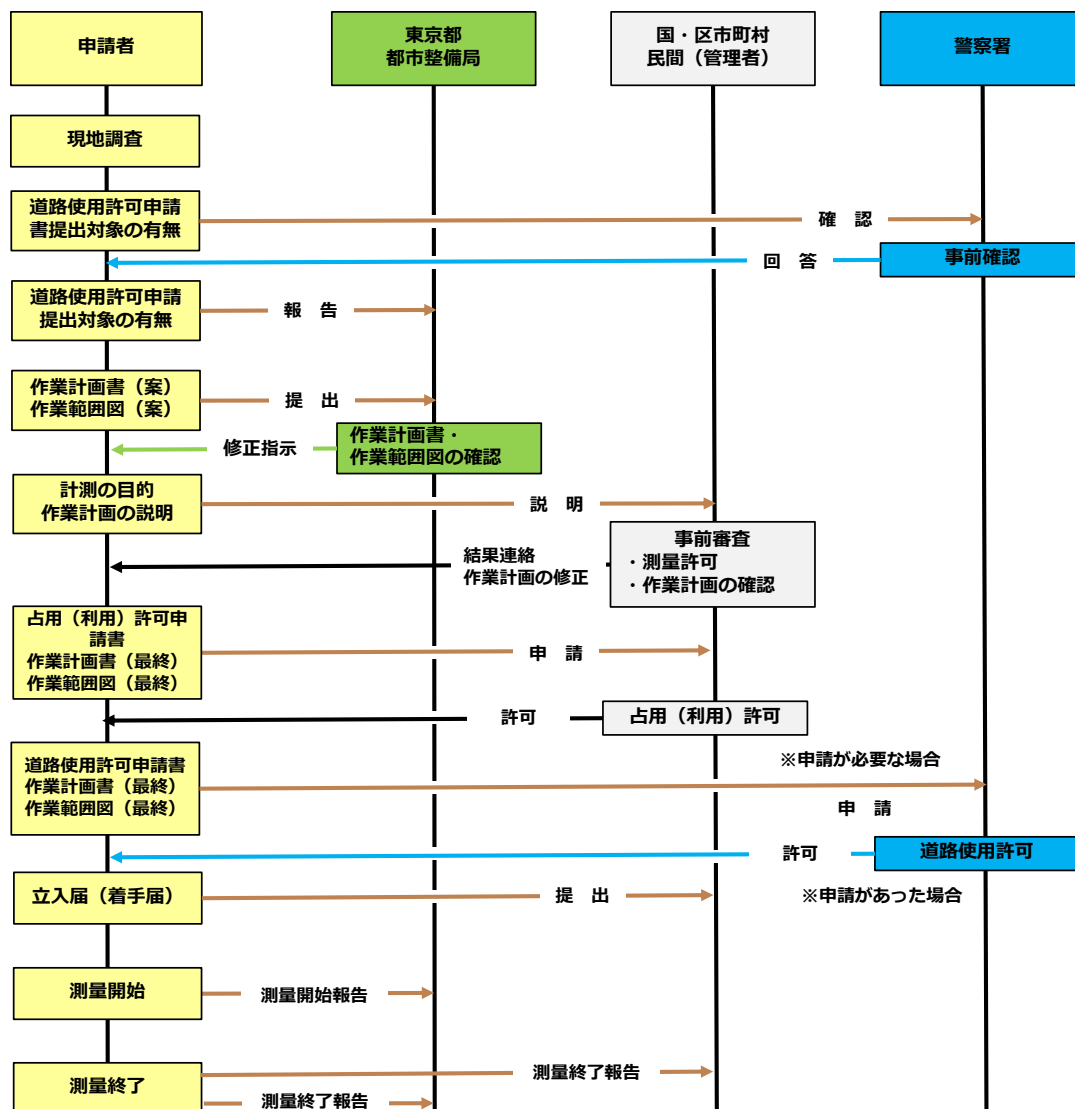 申請者
東京都
都市整備局
国・区市町村
民間（管理者）
警察署
現地調査
道路使用許可申請
書提出対象の有無
確　認
事前確認
回　答
道路使用許可申請
提出対象の有無
報　告
作業計画書（案）
作業範囲図（案）
提　出
作業計画書・
作業範囲図の確認
修正指示
計測の目的
作業計画の説明
説　明
事前審査
・測量許可
・作業計画の確認
結果連絡
作業計画の修正
占用（利用）許可申
請書
作業計画書（最終）
作業範囲図（最終）
申　請
占用（利用）許可
許可
道路使用許可申請書
作業計画書（最終）
作業範囲図（最終）
※申請が必要な場合
申　請
道路使用許可
許可
※申請があった場合
立入届（着手届）
提　出
測量開始
測量開始報告
測量終了
測量終了報告
測量終了報告